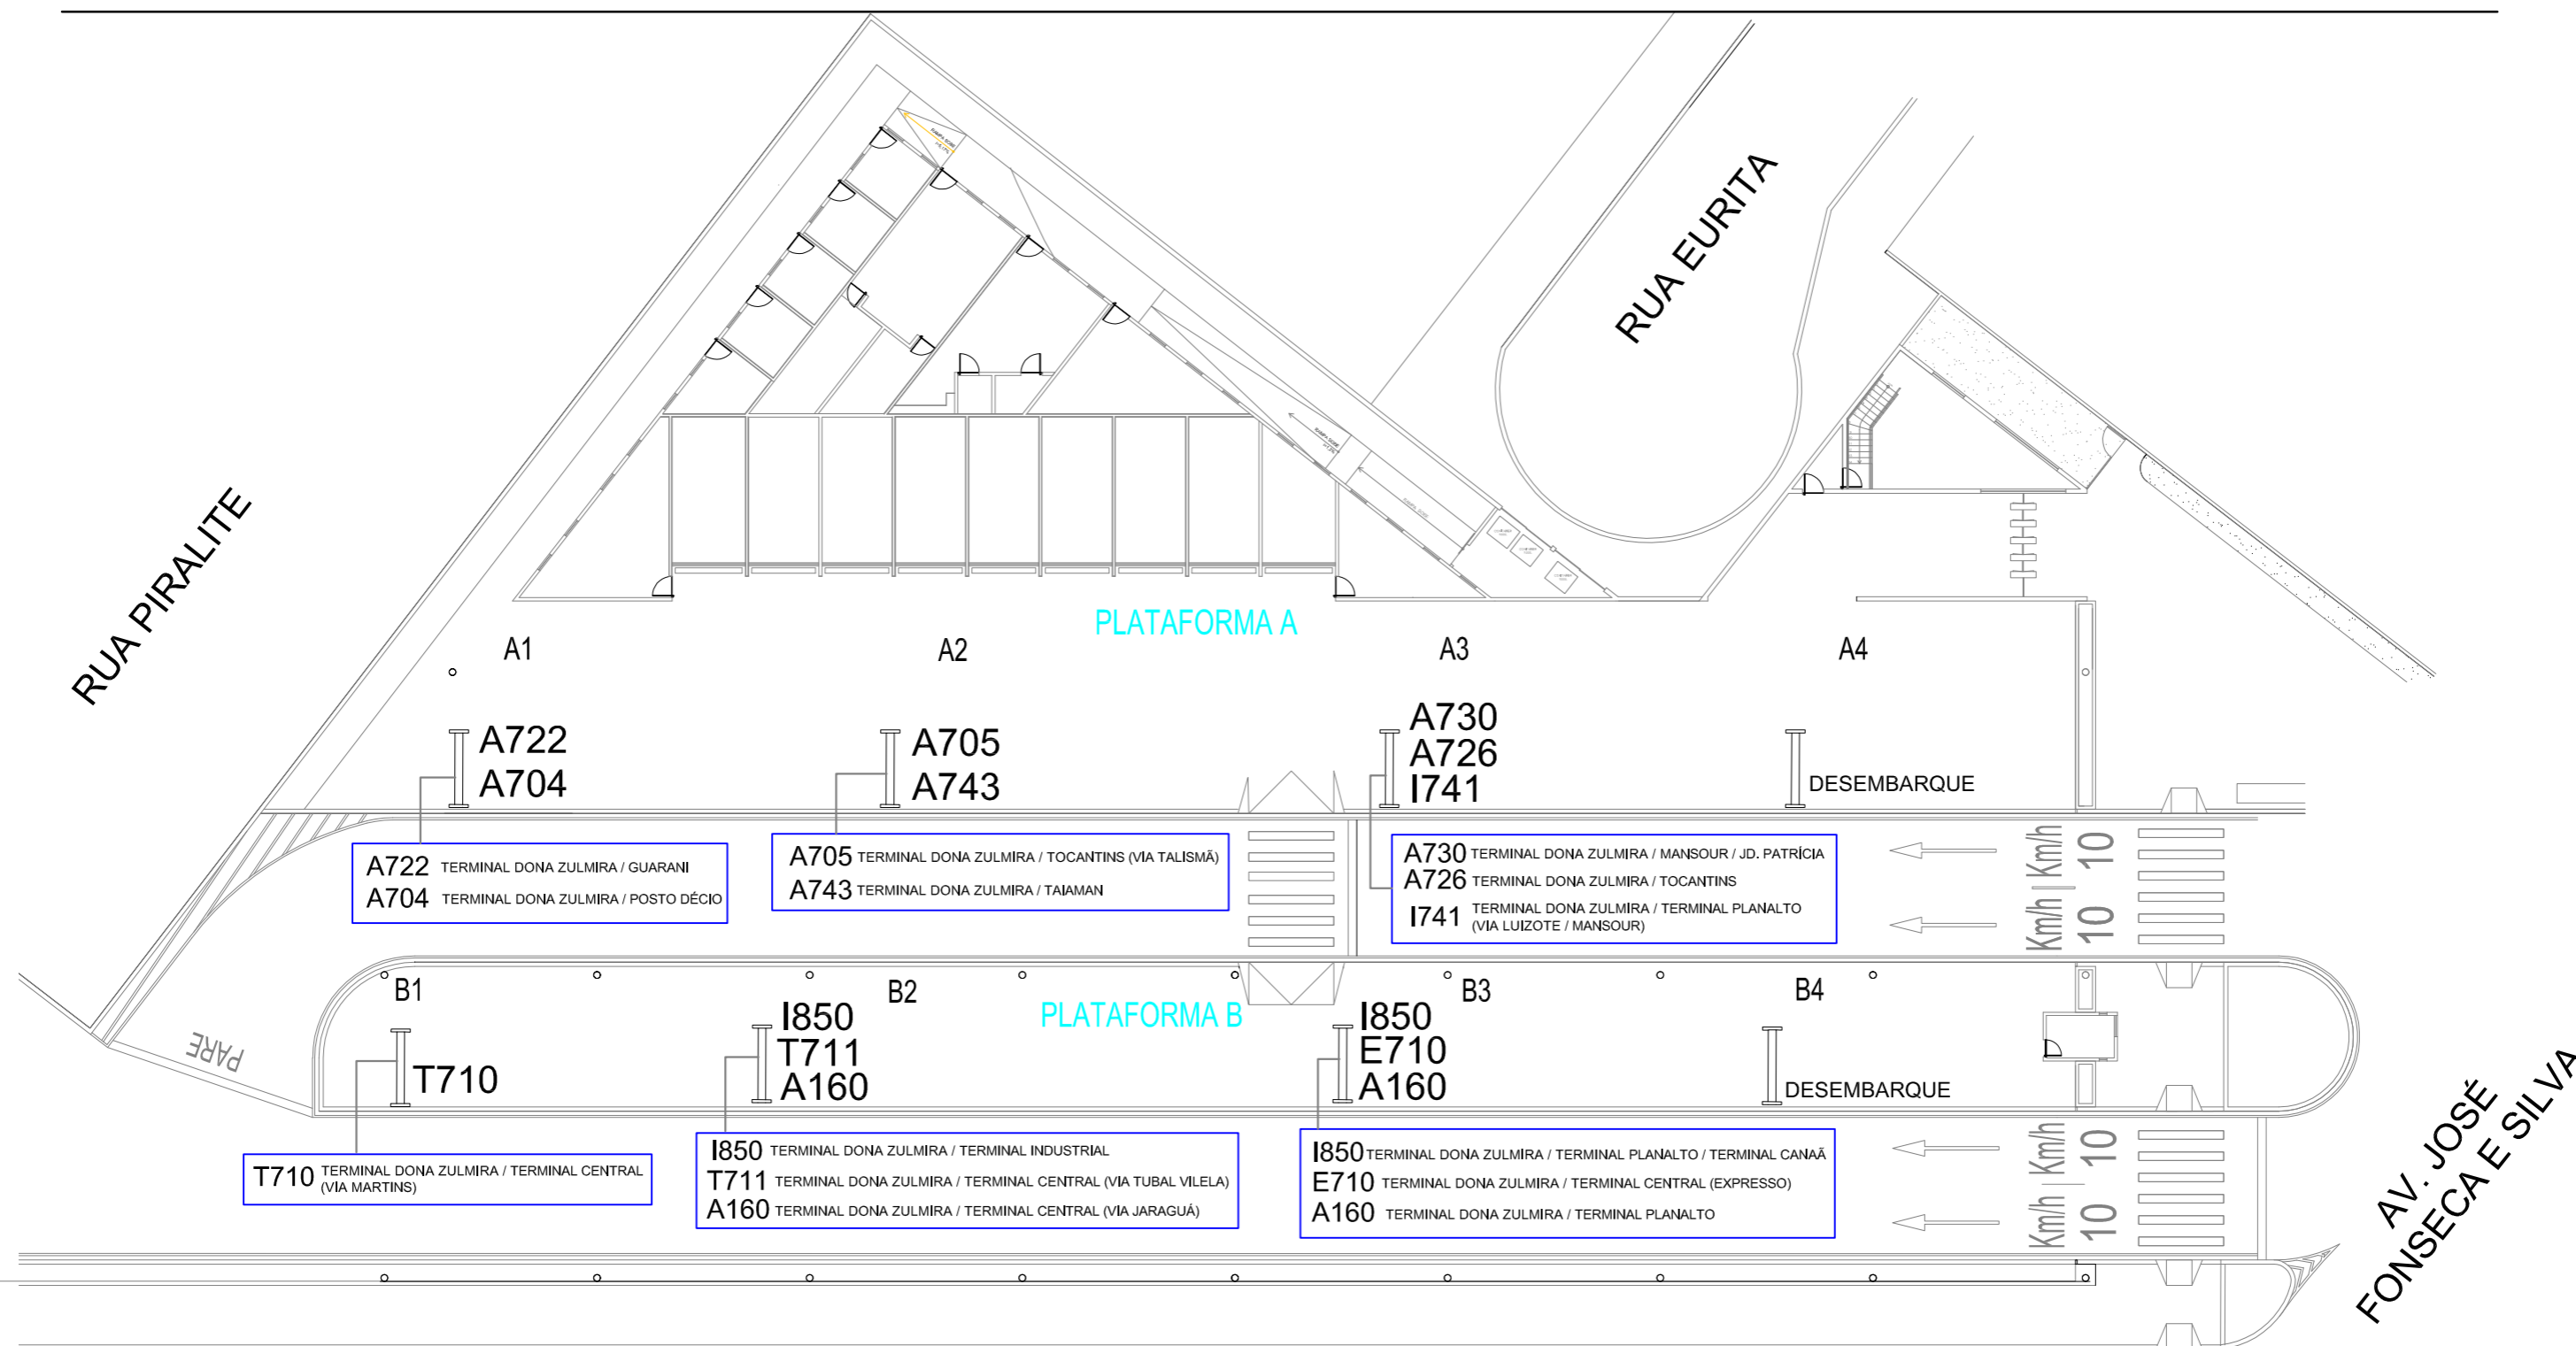 RUA PIRALITE
RUA EURITA
PLATAFORMA A
A1
A2
A3
A4
A722
A704
A705
A743
A730
A726
I741
DESEMBARQUE
A722 TERMINAL DONA ZULMIRA / GUARANI
A704 TERMINAL DONA ZULMIRA / POSTO DÉCIO
A705 TERMINAL DONA ZULMIRA / TOCANTINS (VIA TALISMÃ)
A743 TERMINAL DONA ZULMIRA / TAIAMAN
A730 TERMINAL DONA ZULMIRA / MANSOUR / JD. PATRÍCIA
A726 TERMINAL DONA ZULMIRA / TOCANTINS
I741 TERMINAL DONA ZULMIRA / TERMINAL PLANALTO
(VIA LUIZOTE / MANSOUR)
10 Km/h
10 Km/h
B1
B2
B3
B4
PLATAFORMA B
PARE
T710
I850
T711
A160
I850
E710
A160
DESEMBARQUE
T710 TERMINAL DONA ZULMIRA / TERMINAL CENTRAL
(VIA MARTINS)
I850 TERMINAL DONA ZULMIRA / TERMINAL INDUSTRIAL
T711 TERMINAL DONA ZULMIRA / TERMINAL CENTRAL (VIA TUBAL VILELA)
A160 TERMINAL DONA ZULMIRA / TERMINAL CENTRAL (VIA JARAGUÁ)
I850 TERMINAL DONA ZULMIRA / TERMINAL PLANALTO / TERMINAL CANAÃ
E710 TERMINAL DONA ZULMIRA / TERMINAL CENTRAL (EXPRESSO)
A160 TERMINAL DONA ZULMIRA / TERMINAL PLANALTO
10 Km/h
10 Km/h
AV. JOSÉ
FONSECA E SILVA